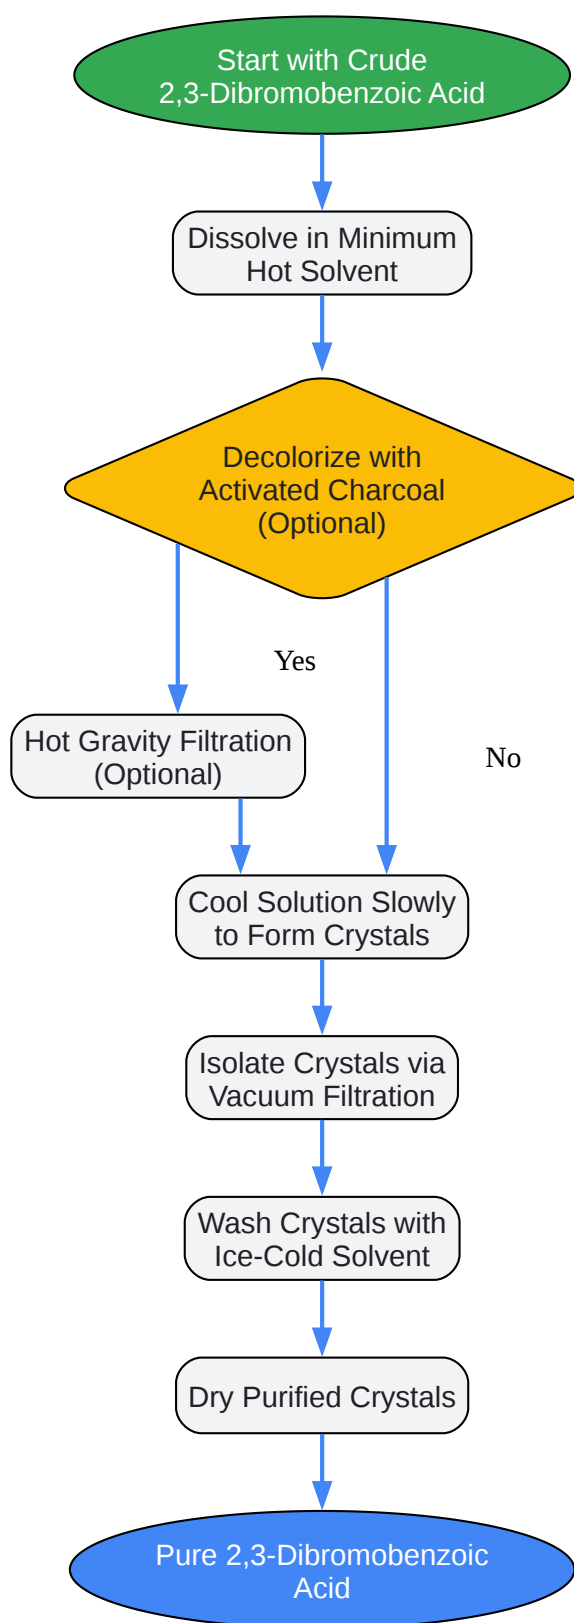 Start with Crude
2,3-Dibromobenzoic Acid
Dissolve in Minimum
Hot Solvent
Decolorize with
Activated Charcoal
(Optional)
Yes
Hot Gravity Filtration
(Optional)
No
Cool Solution Slowly
to Form Crystals
Isolate Crystals via
Vacuum Filtration
Wash Crystals with
Ice-Cold Solvent
Dry Purified Crystals
Pure 2,3-Dibromobenzoic
Acid